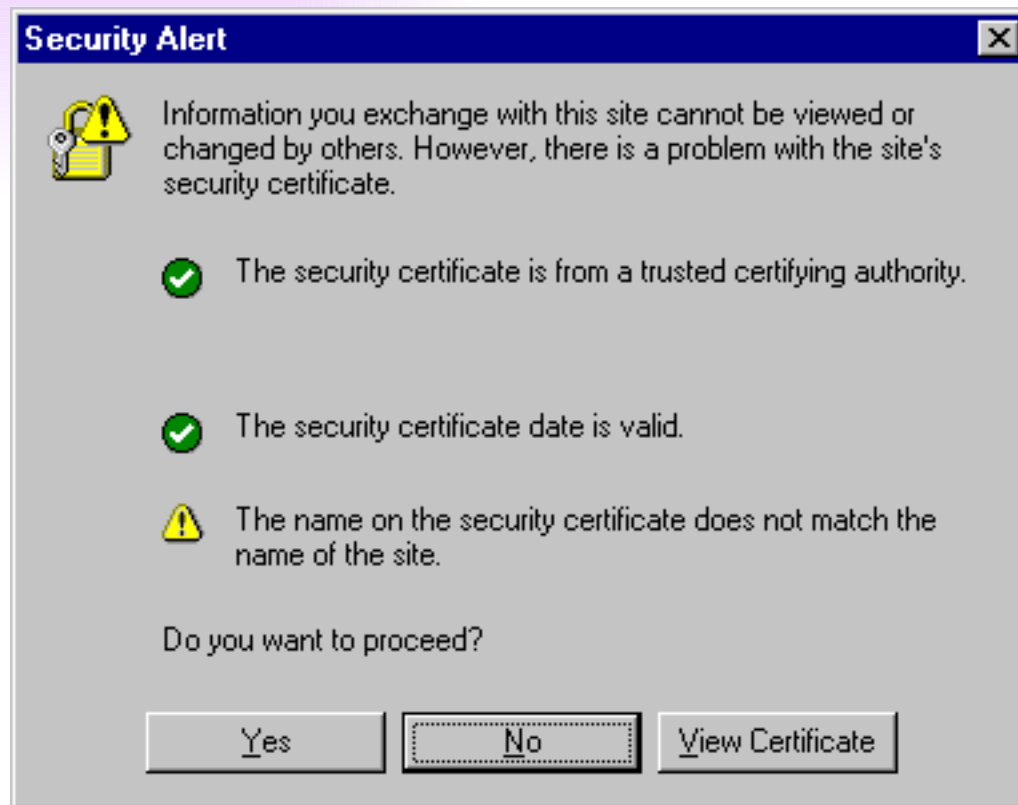 Security Alert
Information you exchange with this site cannot be viewed or
changed by others. However, there is a problem with the site's
security certificate.
The security certificate is from a trusted certifying authority.
The security certificate date is valid.
The name on the security certificate does not match the
name of the site.
Do you want to proceed?
Yes No View Certificate